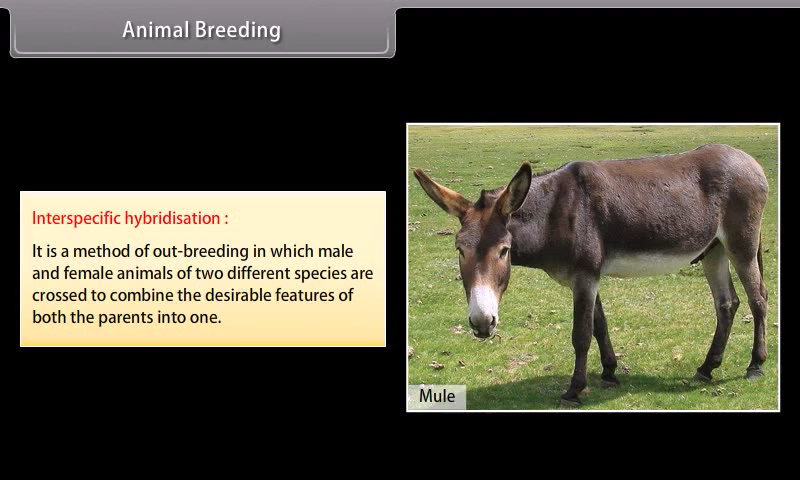 Animal Breeding
Interspecific hybridisation :
It is a method of out-breeding in which male
and female animals of two different species are
crossed to combine the desirable features of
both the parents into one.
Mule